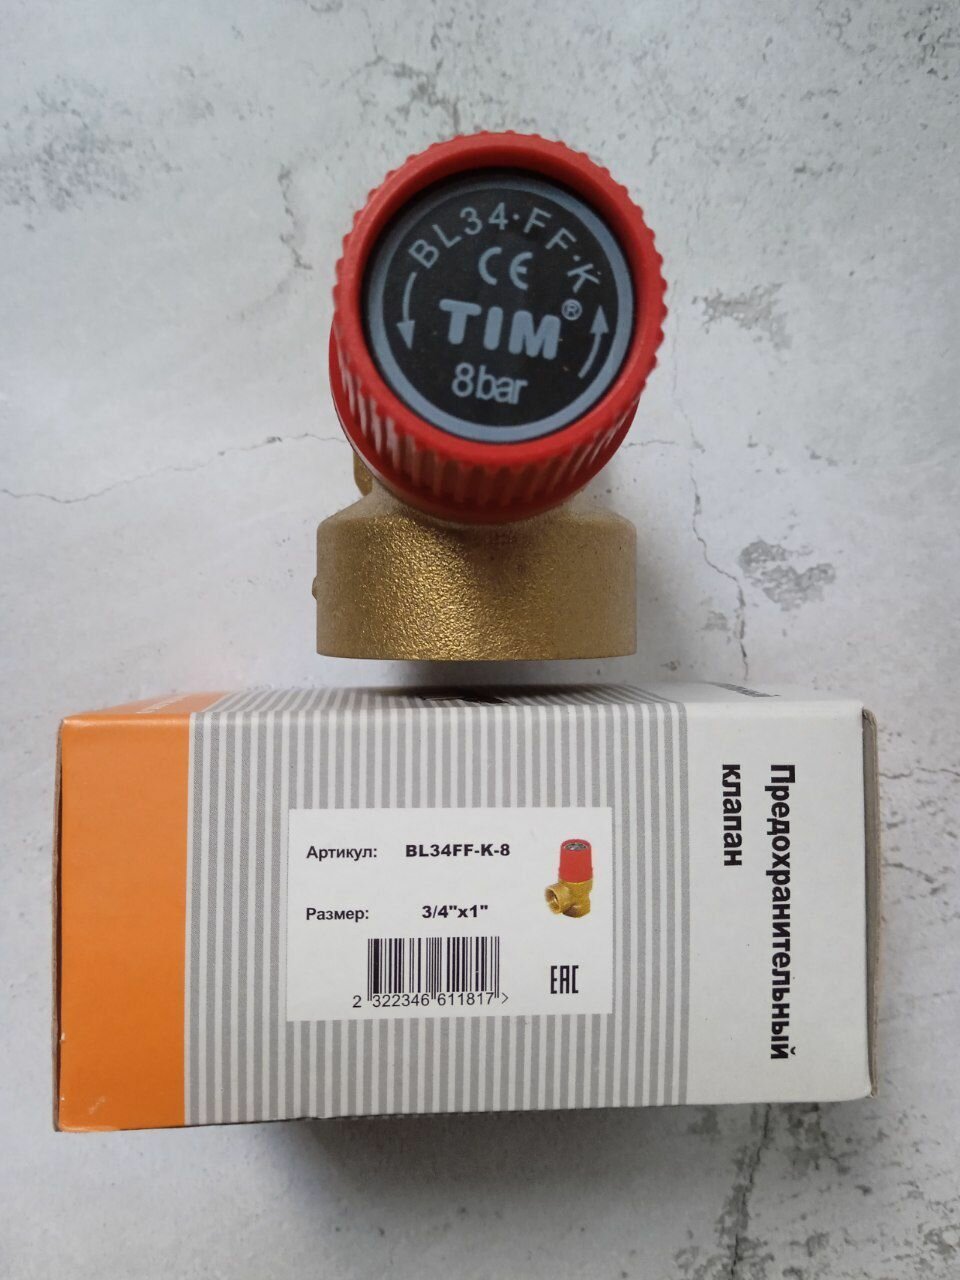 BL34·FF·K
CE
TIM®
8bar
Предохранительный
клапан
Артикул: BL34FF-K-8
Размер: 3/4"x1"
2 322346 611817 >
EAC